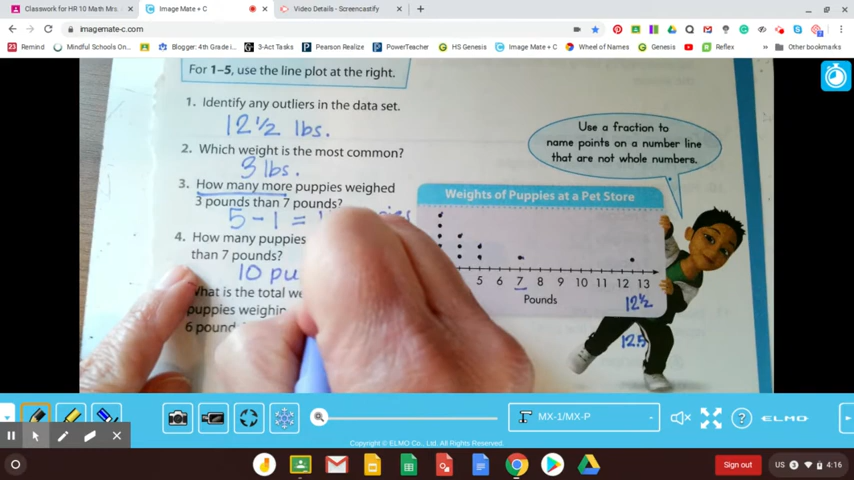 Classwork for HR 10 Math Mrs.
Image Mate + C
Video Details - Screencastify
imagemate-c.com
Remind
Mindful Schools Onl
Blogger: 4th Grade i...
3-Act Tasks
Pearson Realize
PowerTeacher
HS Genesis
Image Mate + C
Wheel of Names
Genesis
Reflex
Other bookmarks
For 1–5, use the line plot at the right.
1. Identify any outliers in the data set.
12 1/2 lbs.
2. Which weight is the most common?
3 lbs.
3. How many more puppies weighed
3 pounds than 7 pounds?
5 - 1 =
4. How many puppies
than 7 pounds?
10 pu
What is the total we
puppies weighin
6 pound
Use a fraction to
name points on a number line
that are not whole numbers.
Weights of Puppies at a Pet Store
5 6 7 8 9 10 11 12 13
Pounds
12 1/2
12.5
MX-1/MX-P
ELMO
Copyright © ELMO Co., Ltd. All Rights Reserved.
Sign out
US
3
4:16